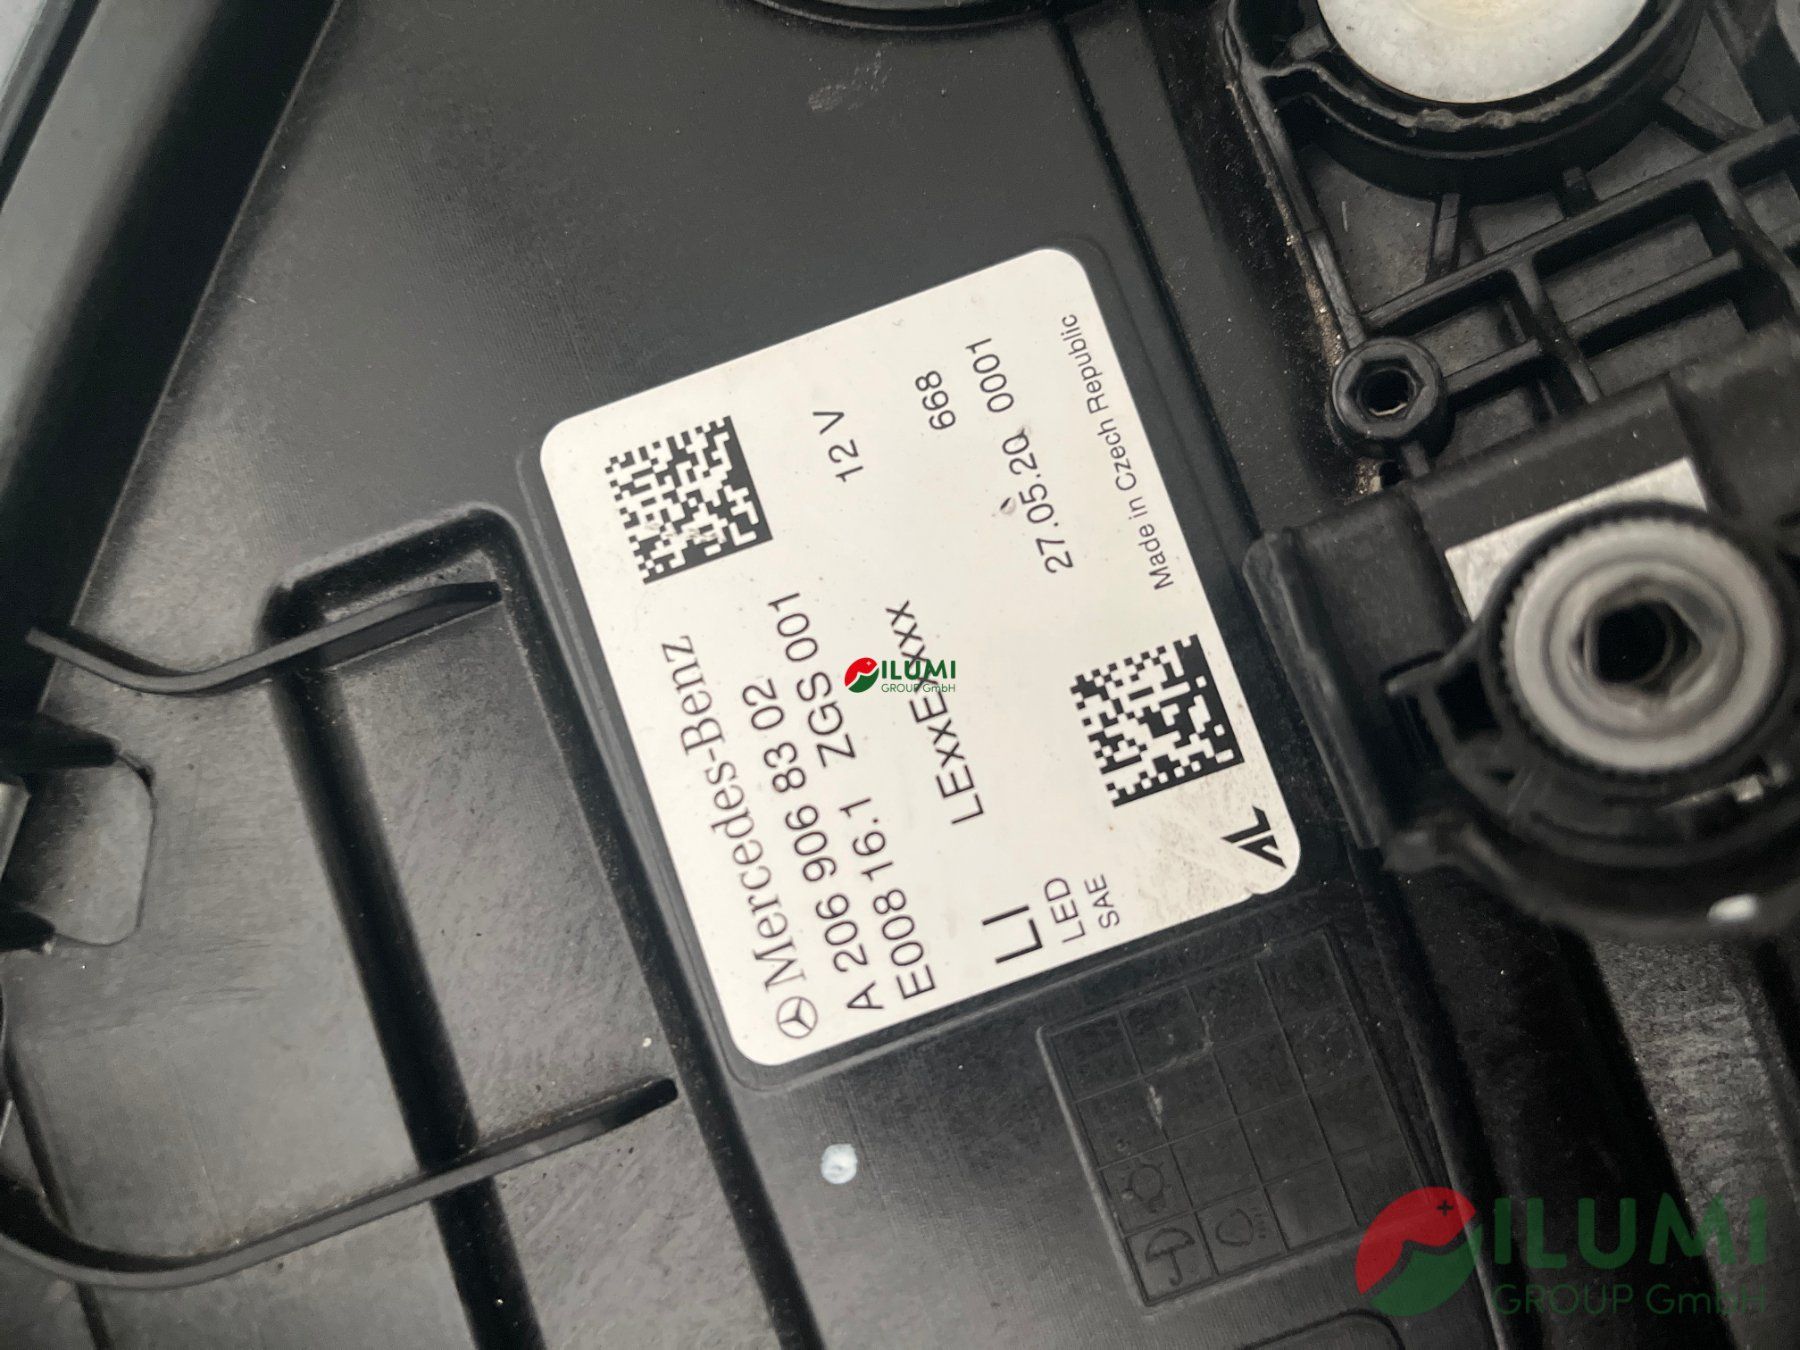 Mercedes-Benz
A 206 906 83 02 12 V
E008 16.1 ZGS 001
LExxExxxx 668
LI 27.05.20 0001
LED
SAE Made in Czech Republic
AL
ILUMI
GROUP GmbH
ILUMI
GROUP GmbH